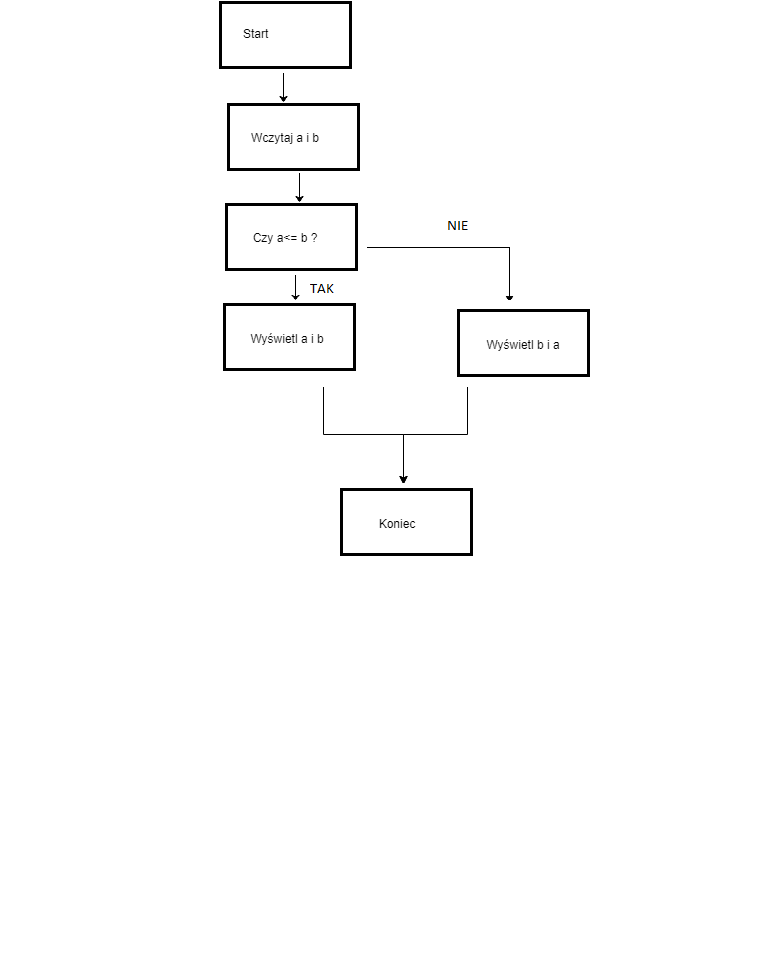 Start
Wczytaj a i b
Czy a<= b ?
NIE
TAK
Wyświetl a i b
Wyświetl b i a
Koniec